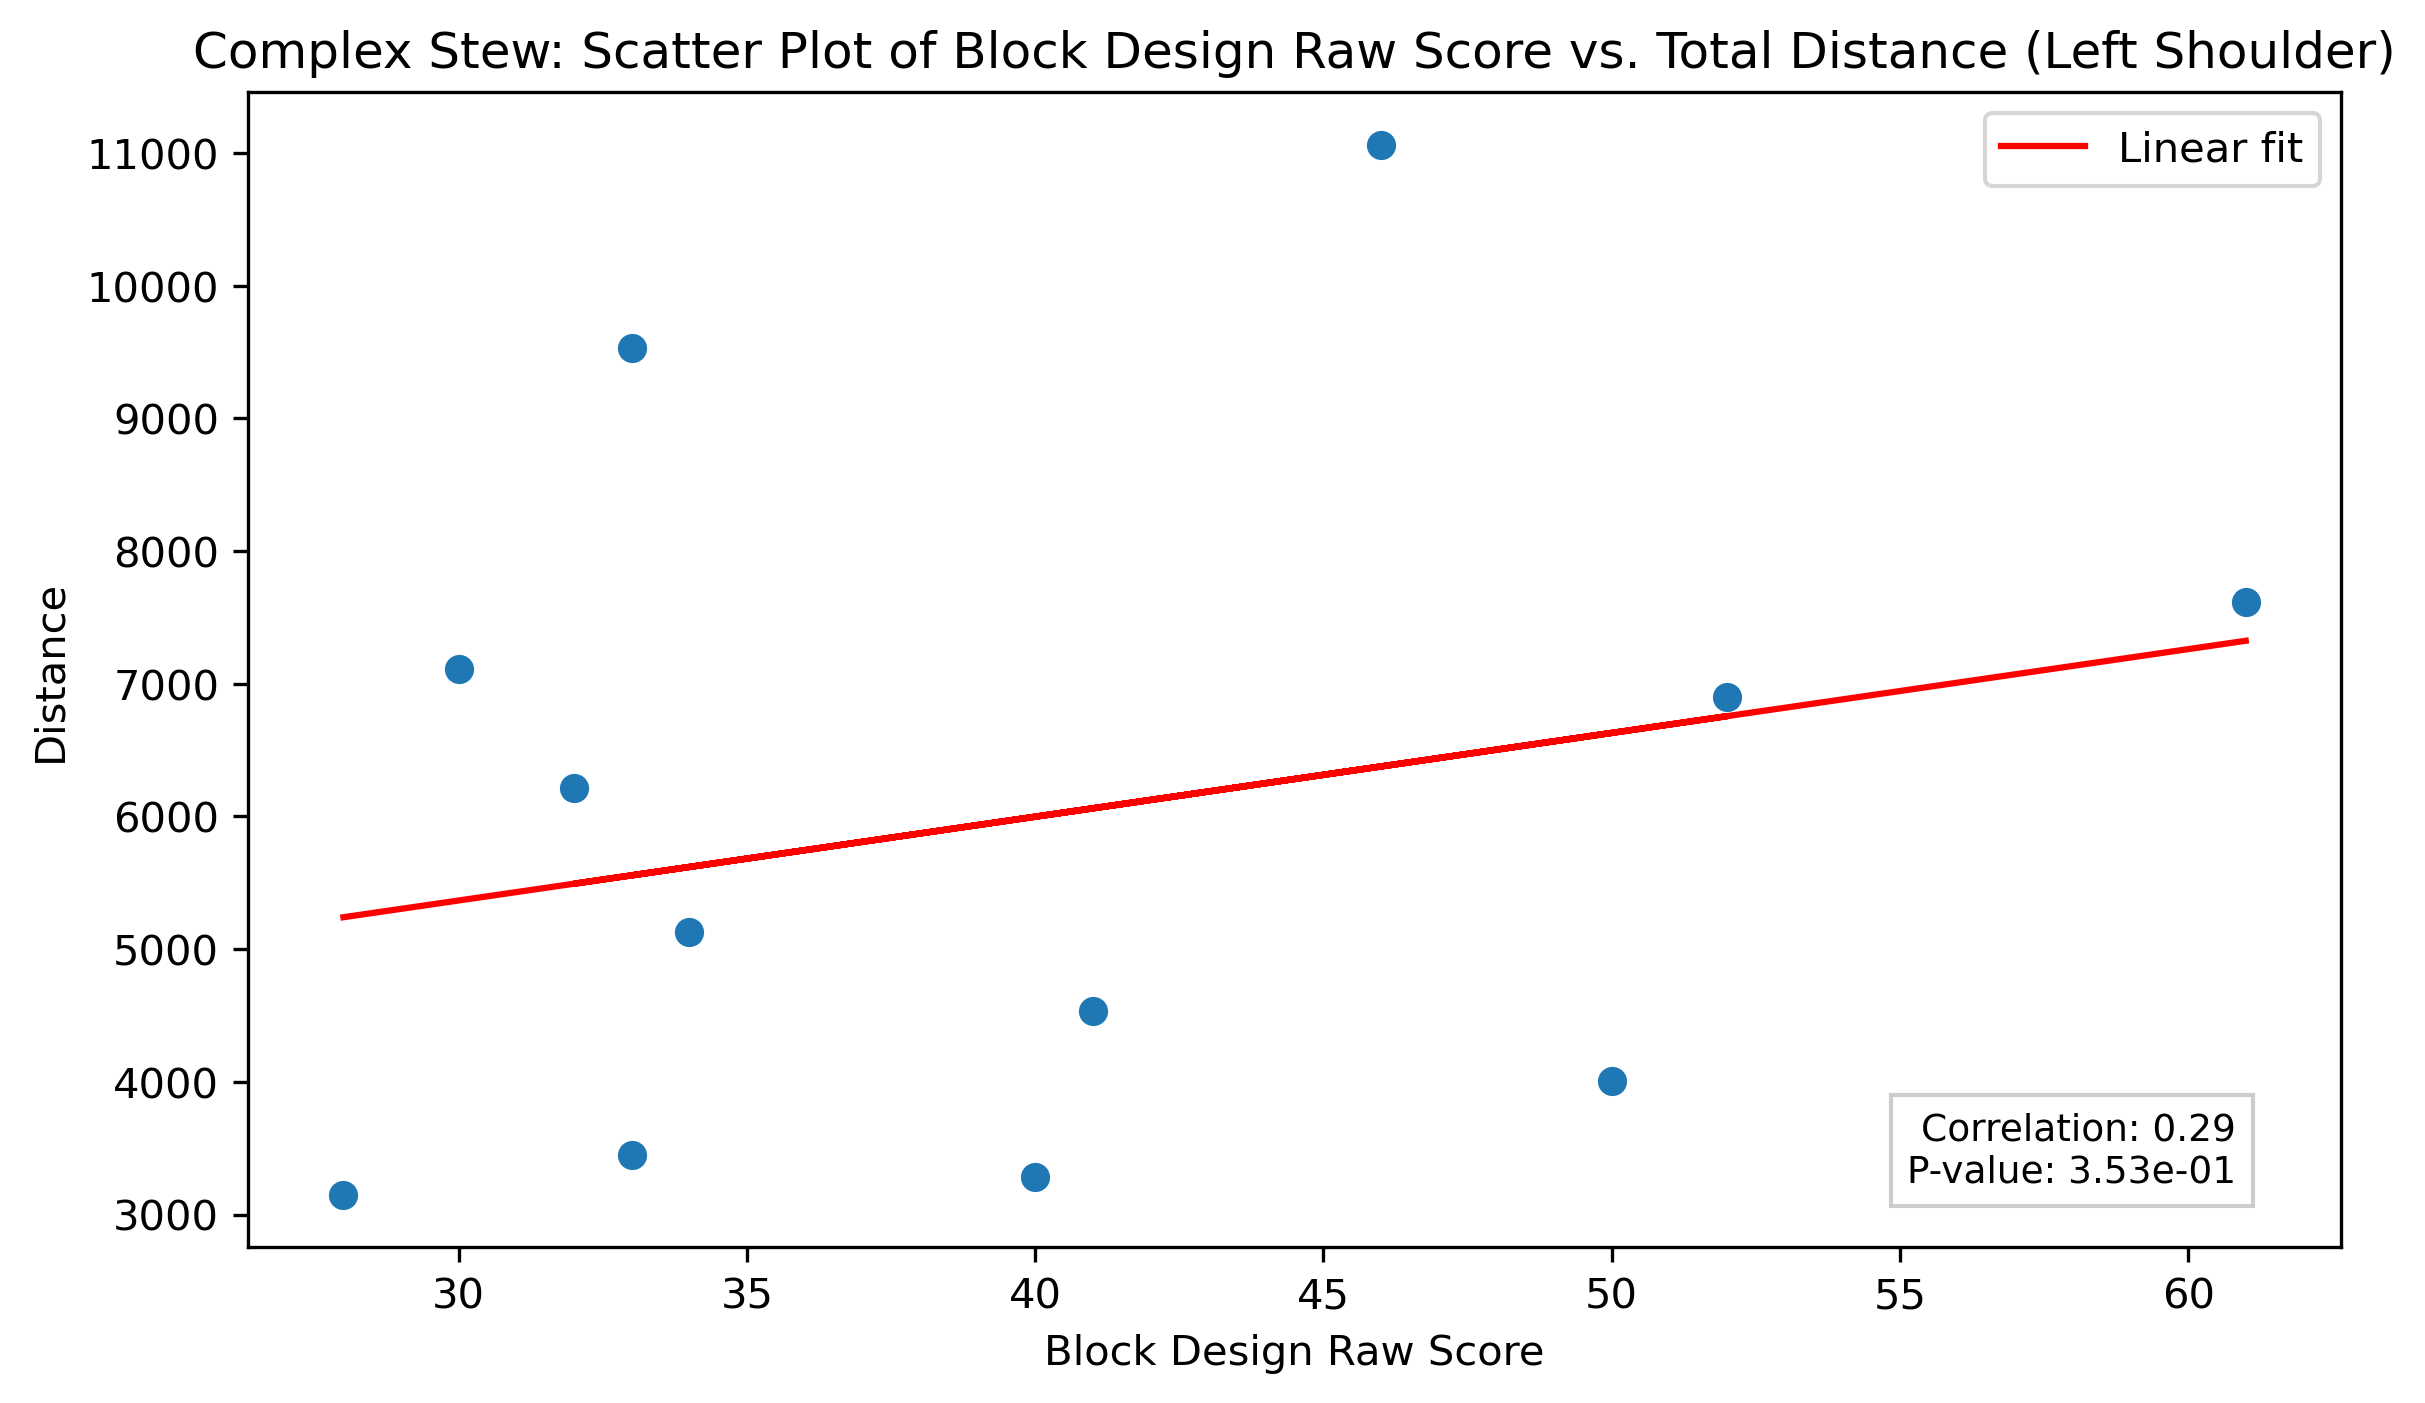 Complex Stew: Scatter Plot of Block Design Raw Score vs. Total Distance (Left Shoulder)
Linear fit
11000
10000
9000
8000
7000
6000
5000
4000
3000
Distance
Correlation: 0.29
P-value: 3.53e-01
30 35 40 45 50 55 60
Block Design Raw Score